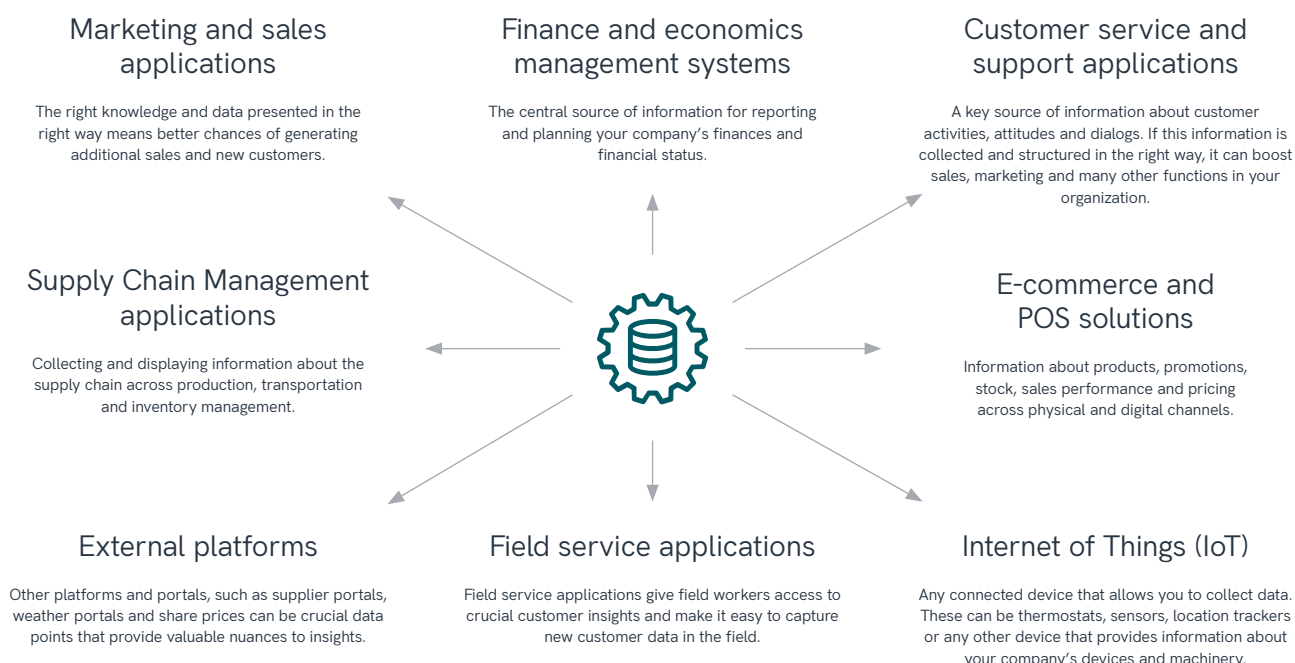 Marketing and sales
applications
The right knowledge and data presented in the
right way means better chances of generating
additional sales and new customers.
Finance and economics
management systems
The central source of information for reporting
and planning your company’s finances and
financial status.
Customer service and
support applications
A key source of information about customer
activities, attitudes and dialogs. If this information is
collected and structured in the right way, it can boost
sales, marketing and many other functions in your
organization.
Supply Chain Management
applications
Collecting and displaying information about the
supply chain across production, transportation
and inventory management.
E-commerce and
POS solutions
Information about products, promotions,
stock, sales performance and pricing
across physical and digital channels.
External platforms
Other platforms and portals, such as supplier portals,
weather portals and share prices can be crucial data
points that provide valuable nuances to insights.
Field service applications
Field service applications give field workers access to
crucial customer insights and make it easy to capture
new customer data in the field.
Internet of Things (IoT)
Any connected device that allows you to collect data.
These can be thermostats, sensors, location trackers
or any other device that provides information about
your company’s devices and machinery.